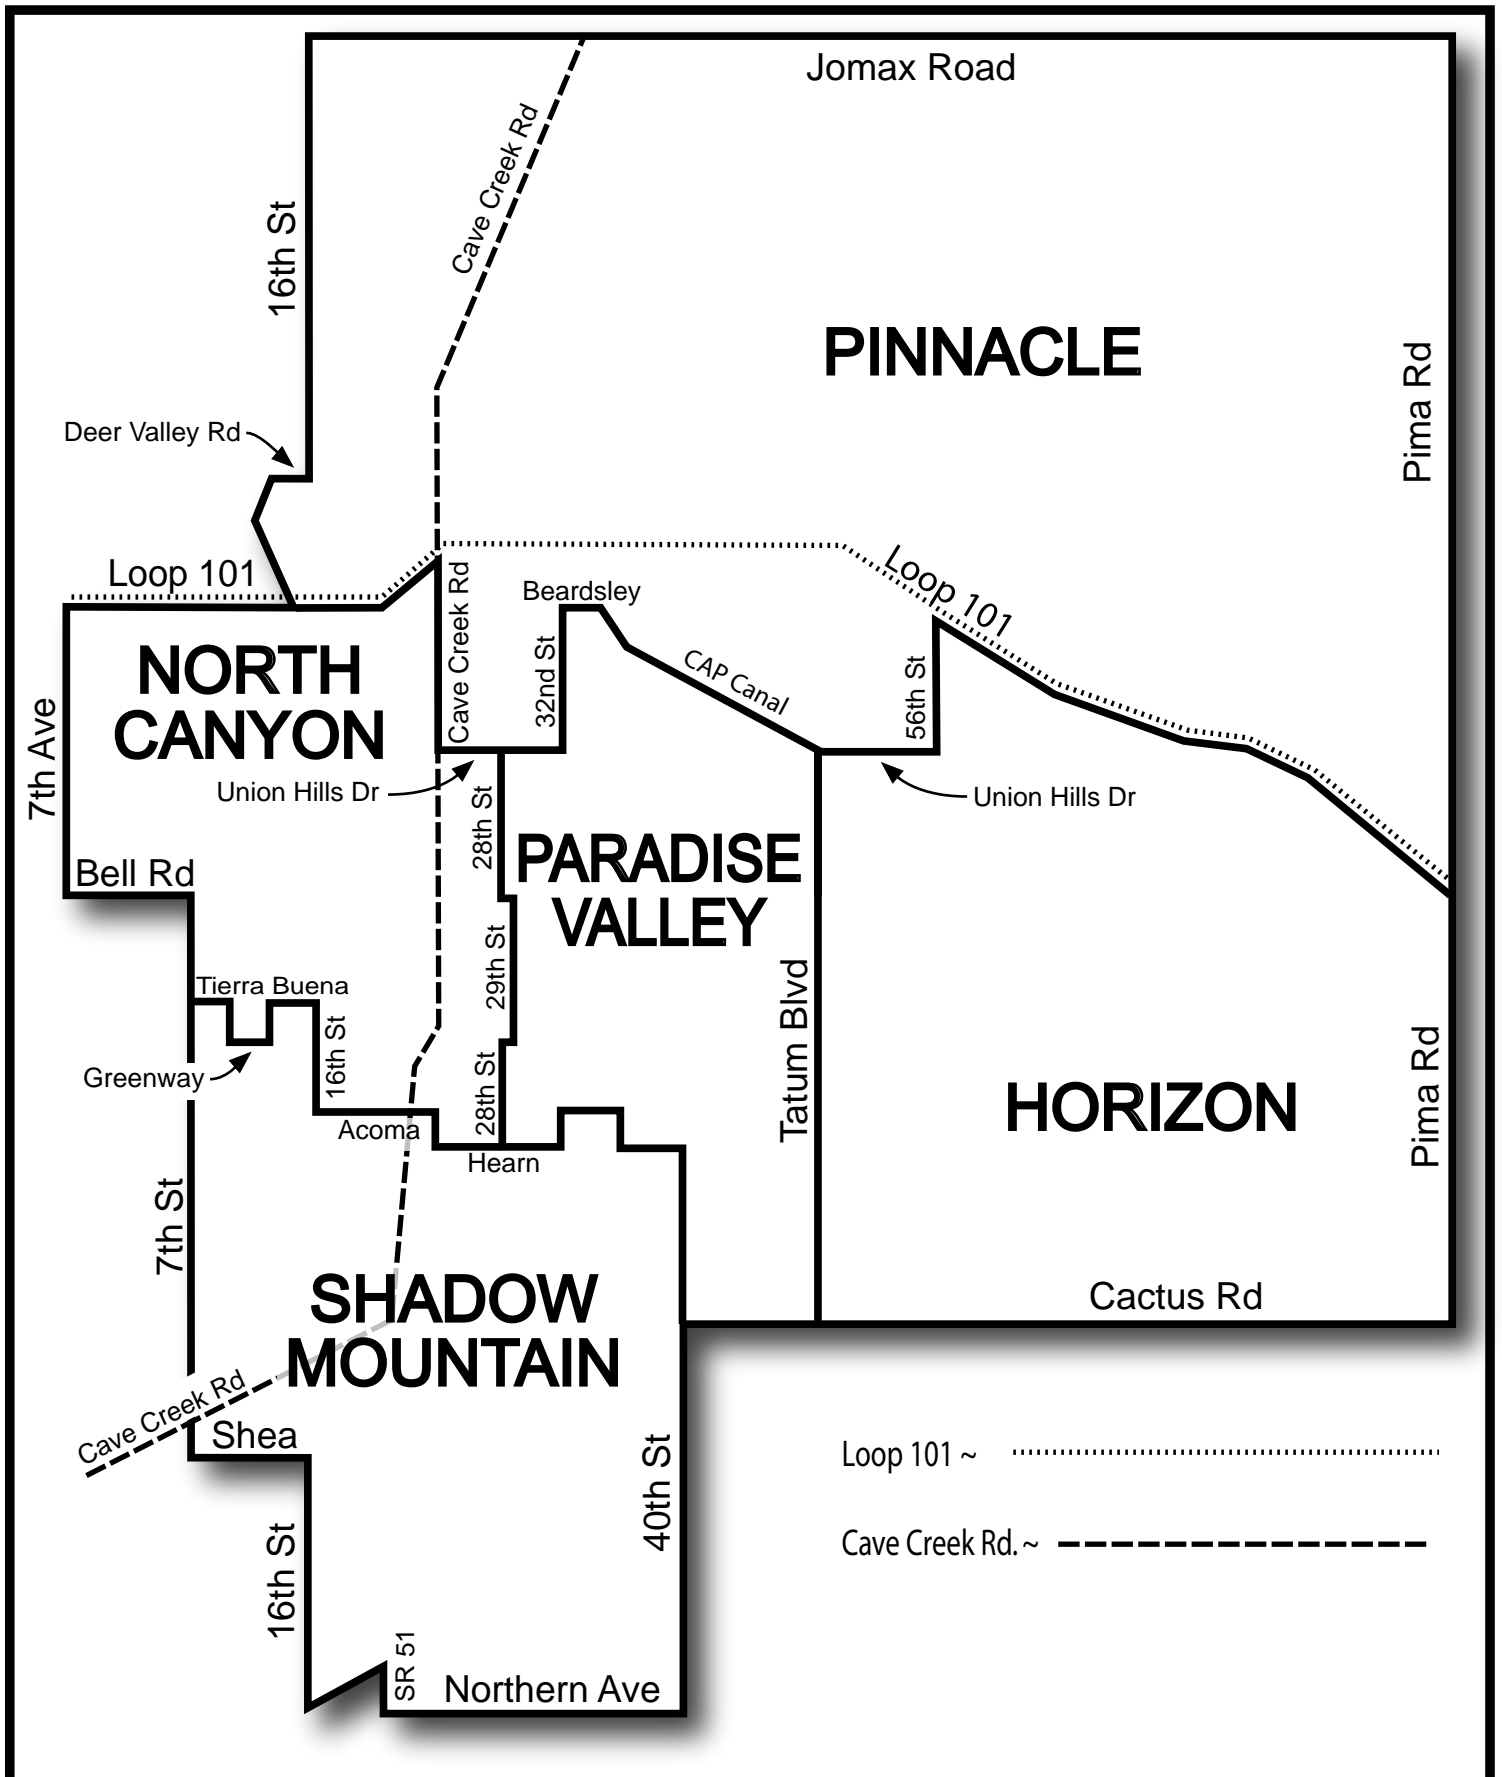 Jomax Road
Cave Creek Rd
16th St
PINNACLE
Pima Rd
Deer Valley Rd
Loop 101
Loop 101
Cave Creek Rd
Beardsley
32nd St
CAP Canal
56th St
NORTH
CANYON
7th Ave
Union Hills Dr
Union Hills Dr
28th St
PARADISE
VALLEY
Bell Rd
29th St
Tatum Blvd
Tierra Buena
16th St
Greenway
28th St
HORIZON
Pima Rd
Acoma
Hearn
7th St
SHADOW
MOUNTAIN
Cactus Rd
Cave Creek Rd
Shea
40th St
Loop 101 ~
Cave Creek Rd. ~
16th St
SR 51
Northern Ave